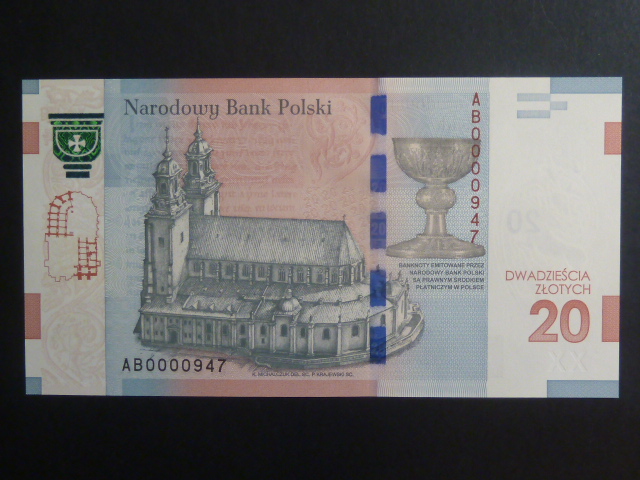 Narodowy Bank Polski
AB0000947
BANKNOTY EMITOWANE PRZEZ
NARODOWY BANK POLSKI
SĄ PRAWNYM ŚRODKIEM
PŁATNICZYM W POLSCE
DWADZIEŚCIA
ZŁOTYCH
20
AB0000947